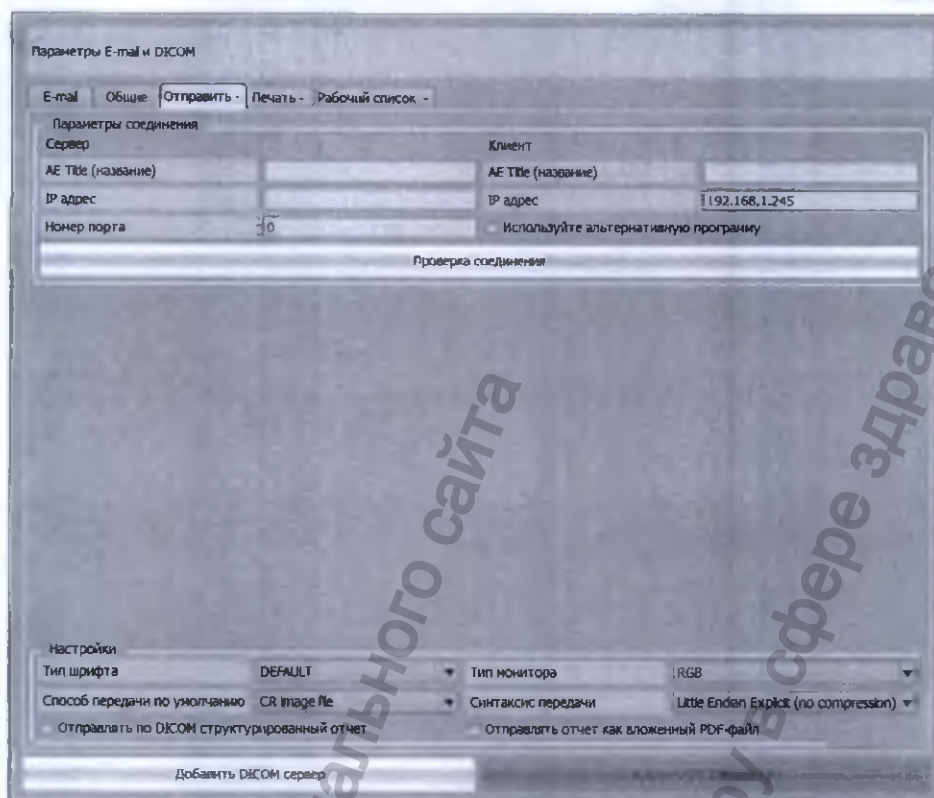 Параметры E-mail и DICOM
E-mail Общие Отправить - Печать - Рабочий список -
Параметры соединения
Сервер Клиент
AE Title (название) AE Title (название)
IP адрес IP адрес 192.168.1.245
Номер порта 0 Используйте альтернативную программу
Проверка соединения
Настройки
Тип шрифта DEFAULT Тип монитора RGB
Способ передачи по умолчанию CR Image file Синтаксис передачи Little Endian Explicit (no compression)
Отправлять по DICOM структурированный отчет Отправлять отчет как вложенный PDF-файл
Добавить DICOM сервер
сайта
в сфере